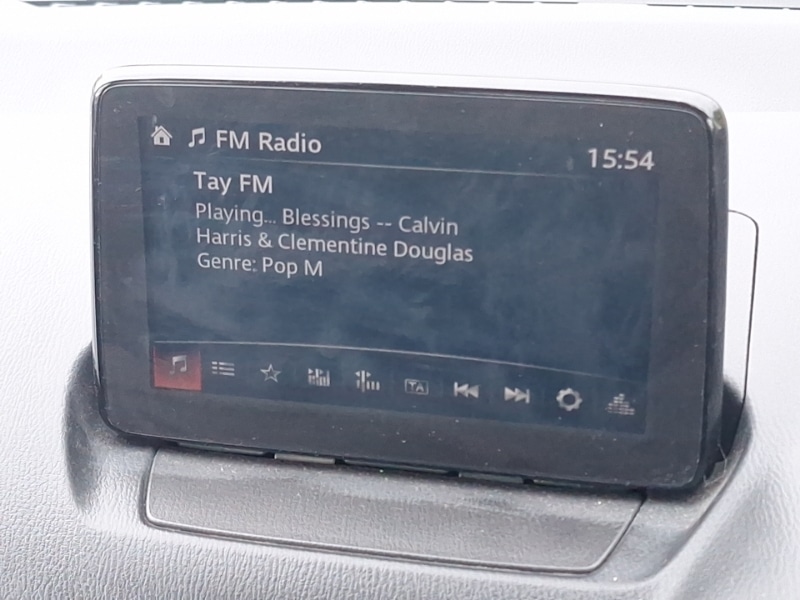 FM Radio
15:54
Tay FM
Playing... Blessings -- Calvin
Harris & Clementine Douglas
Genre: Pop M
TA